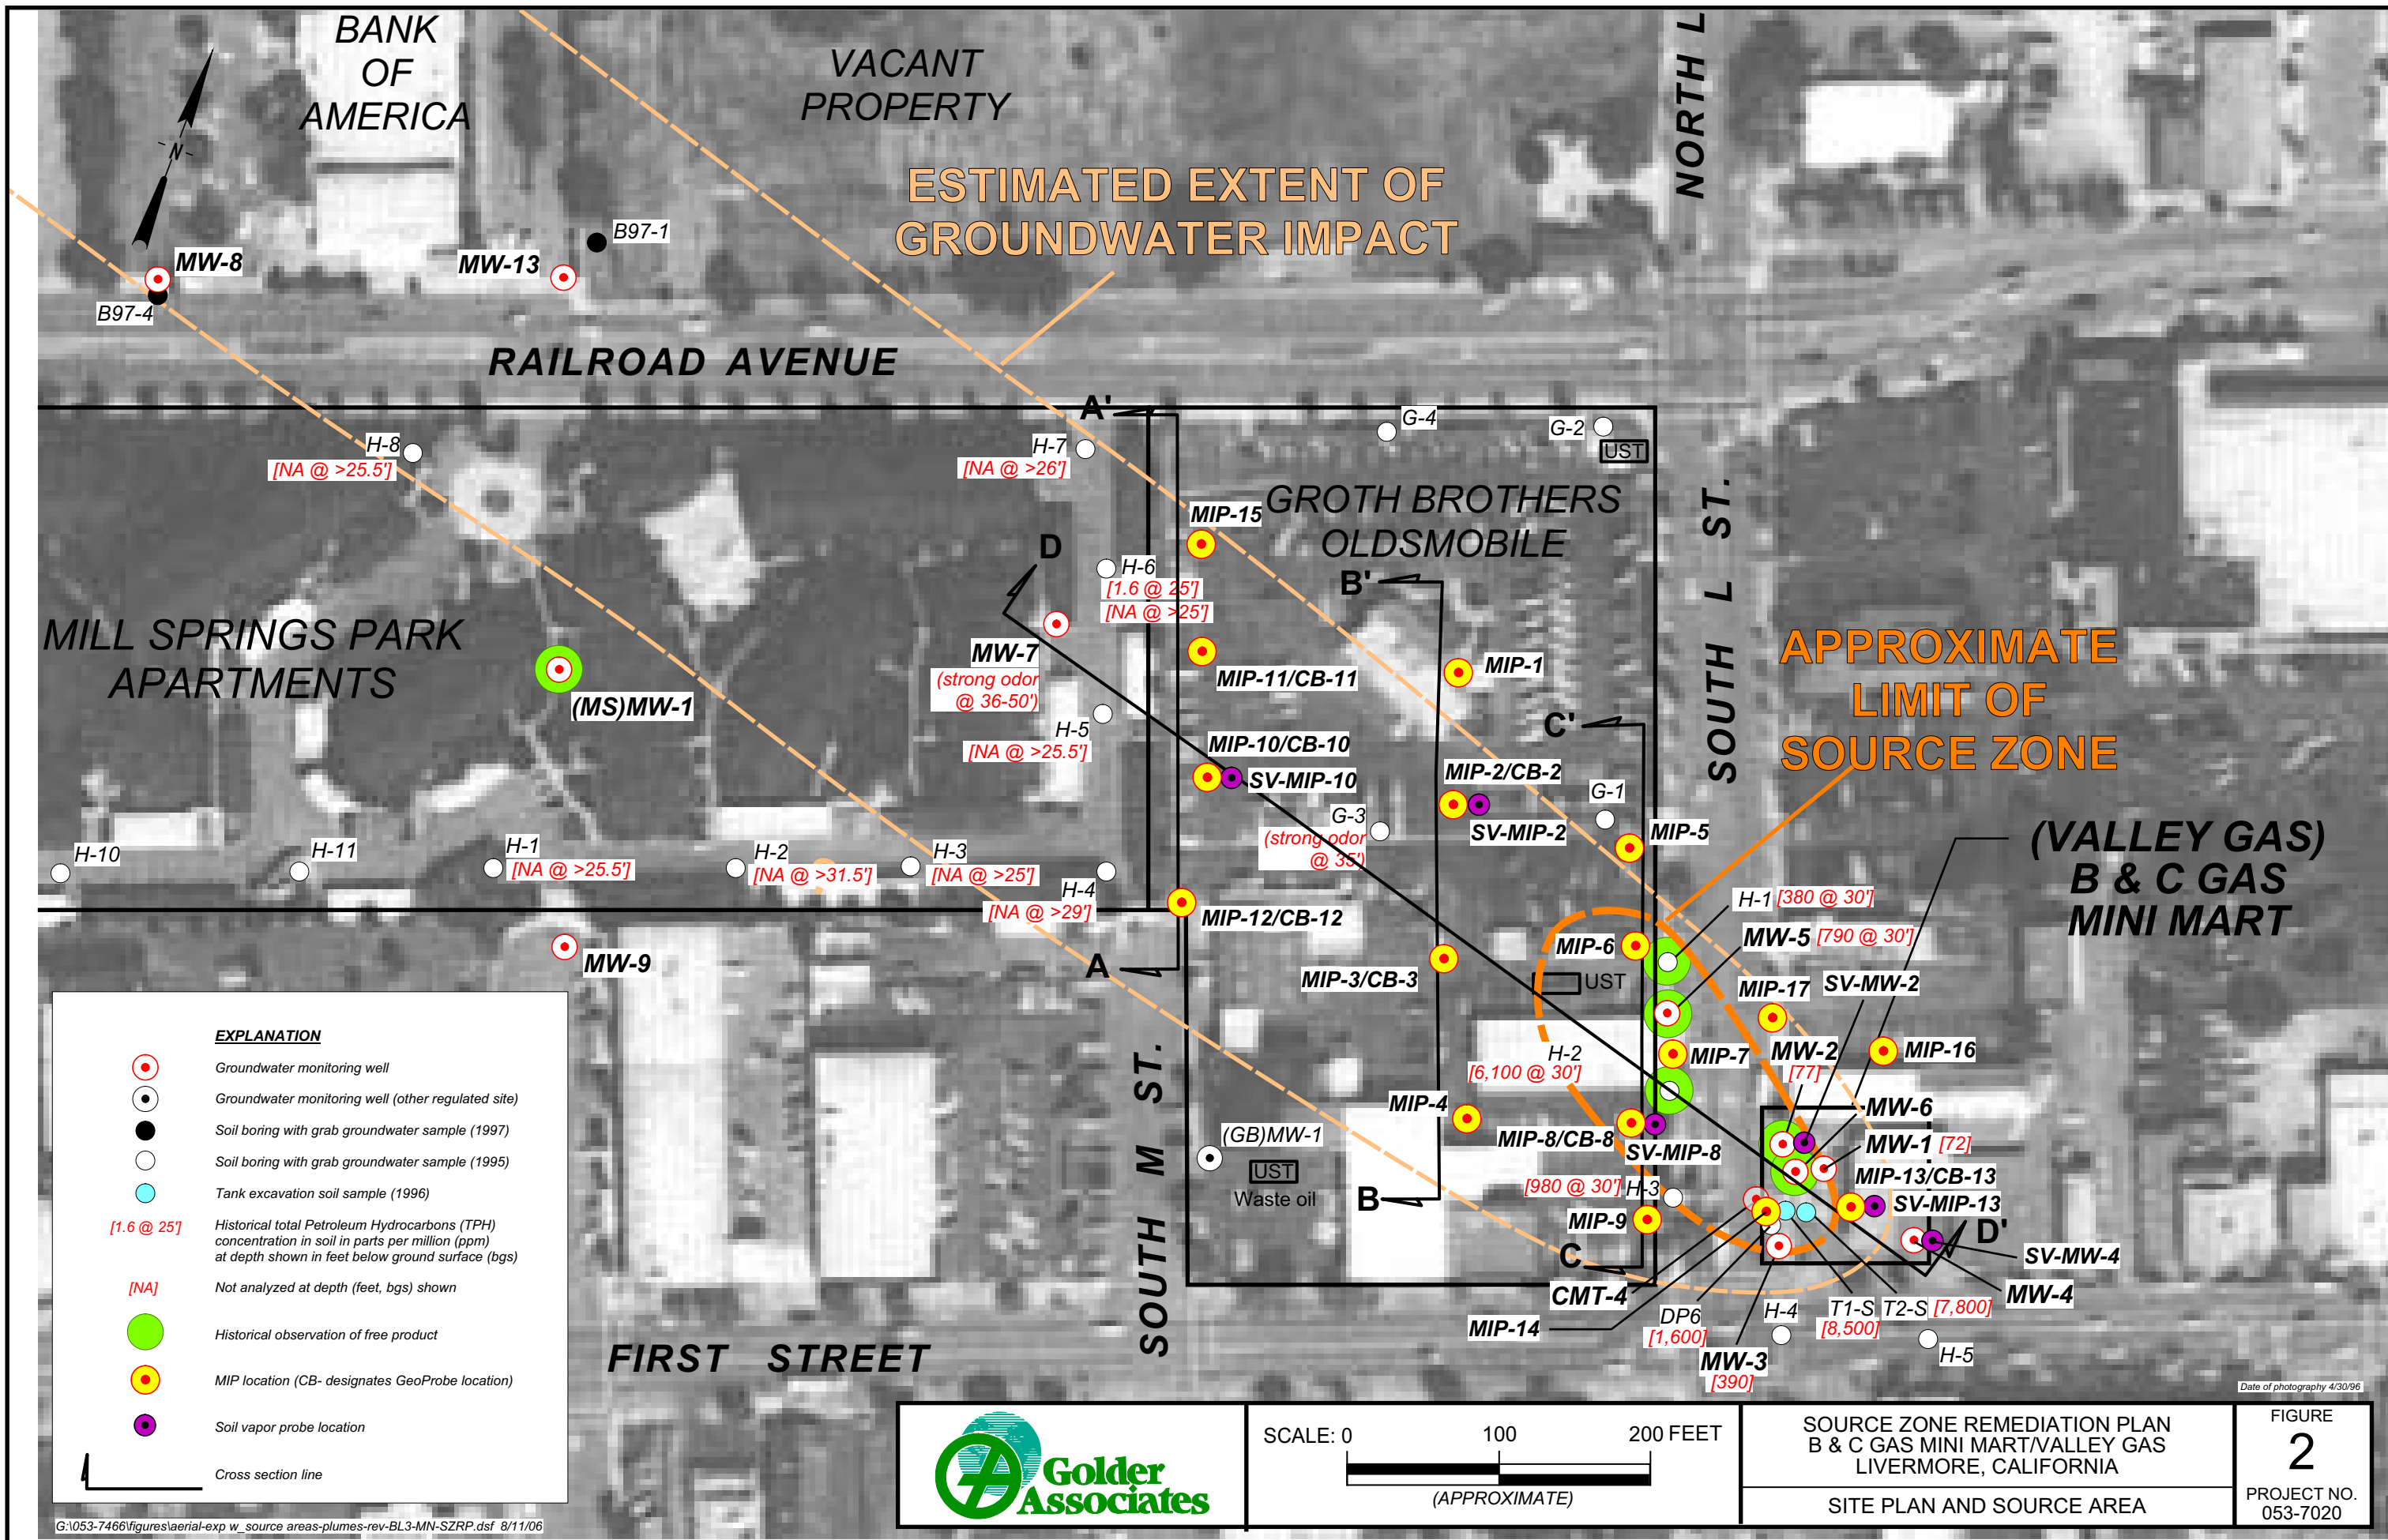 BANK
OF
AMERICA
VACANT
PROPERTY
NORTH L
ESTIMATED EXTENT OF
GROUNDWATER IMPACT
N
B97-1
MW-8
MW-13
B97-4
RAILROAD AVENUE
A'
G-4
G-2
UST
H-8
[NA @ >25.5']
H-7
[NA @ >26']
GROTH BROTHERS
OLDSMOBILE
MIP-15
SOUTH L ST.
D
H-6
[1.6 @ 25']
[NA @ >25']
B'
MILL SPRINGS PARK
APARTMENTS
MW-7
(strong odor
@ 36-50')
MIP-11/CB-11
MIP-1
APPROXIMATE
LIMIT OF
SOURCE ZONE
(MS)MW-1
H-5
[NA @ >25.5']
C'
MIP-10/CB-10
SV-MIP-10
MIP-2/CB-2
SV-MIP-2
G-1
G-3
(strong odor
@ 35')
MIP-5
(VALLEY GAS)
B & C GAS
MINI MART
H-10
H-11
H-1
[NA @ >25.5']
H-2
[NA @ >31.5']
H-3
[NA @ >25']
H-4
[NA @ >29']
MIP-12/CB-12
H-1 [380 @ 30']
MW-5 [790 @ 30']
MIP-6
MW-9
A
MIP-3/CB-3
UST
MIP-17
SV-MW-2
H-2
[6,100 @ 30']
MIP-7
MW-2
[77]
MIP-16
MIP-4
MW-6
SOUTH M ST.
(GB)MW-1
MIP-8/CB-8
SV-MIP-8
MW-1 [72]
UST
Waste oil
B
[980 @ 30'] H-3
MIP-13/CB-13
SV-MIP-13
MIP-9
D'
C
SV-MW-4
CMT-4
MW-4
MIP-14
DP6
[1,600]
H-4
T1-S
[8,500]
T2-S [7,800]
MW-3
[390]
H-5
FIRST STREET
EXPLANATION
Groundwater monitoring well
Groundwater monitoring well (other regulated site)
Soil boring with grab groundwater sample (1997)
Soil boring with grab groundwater sample (1995)
Tank excavation soil sample (1996)
[1.6 @ 25'] Historical total Petroleum Hydrocarbons (TPH)
concentration in soil in parts per million (ppm)
at depth shown in feet below ground surface (bgs)
[NA] Not analyzed at depth (feet, bgs) shown
Historical observation of free product
MIP location (CB- designates GeoProbe location)
Soil vapor probe location
Cross section line
G:\053-7466\figures\aerial-exp w_source areas-plumes-rev-BL3-MN-SZRP.dsf 8/11/06
Date of photography 4/30/96
Golder
Associates
SCALE: 0 100 200 FEET
(APPROXIMATE)
SOURCE ZONE REMEDIATION PLAN
B & C GAS MINI MART/VALLEY GAS
LIVERMORE, CALIFORNIA
SITE PLAN AND SOURCE AREA
FIGURE
2
PROJECT NO.
053-7020